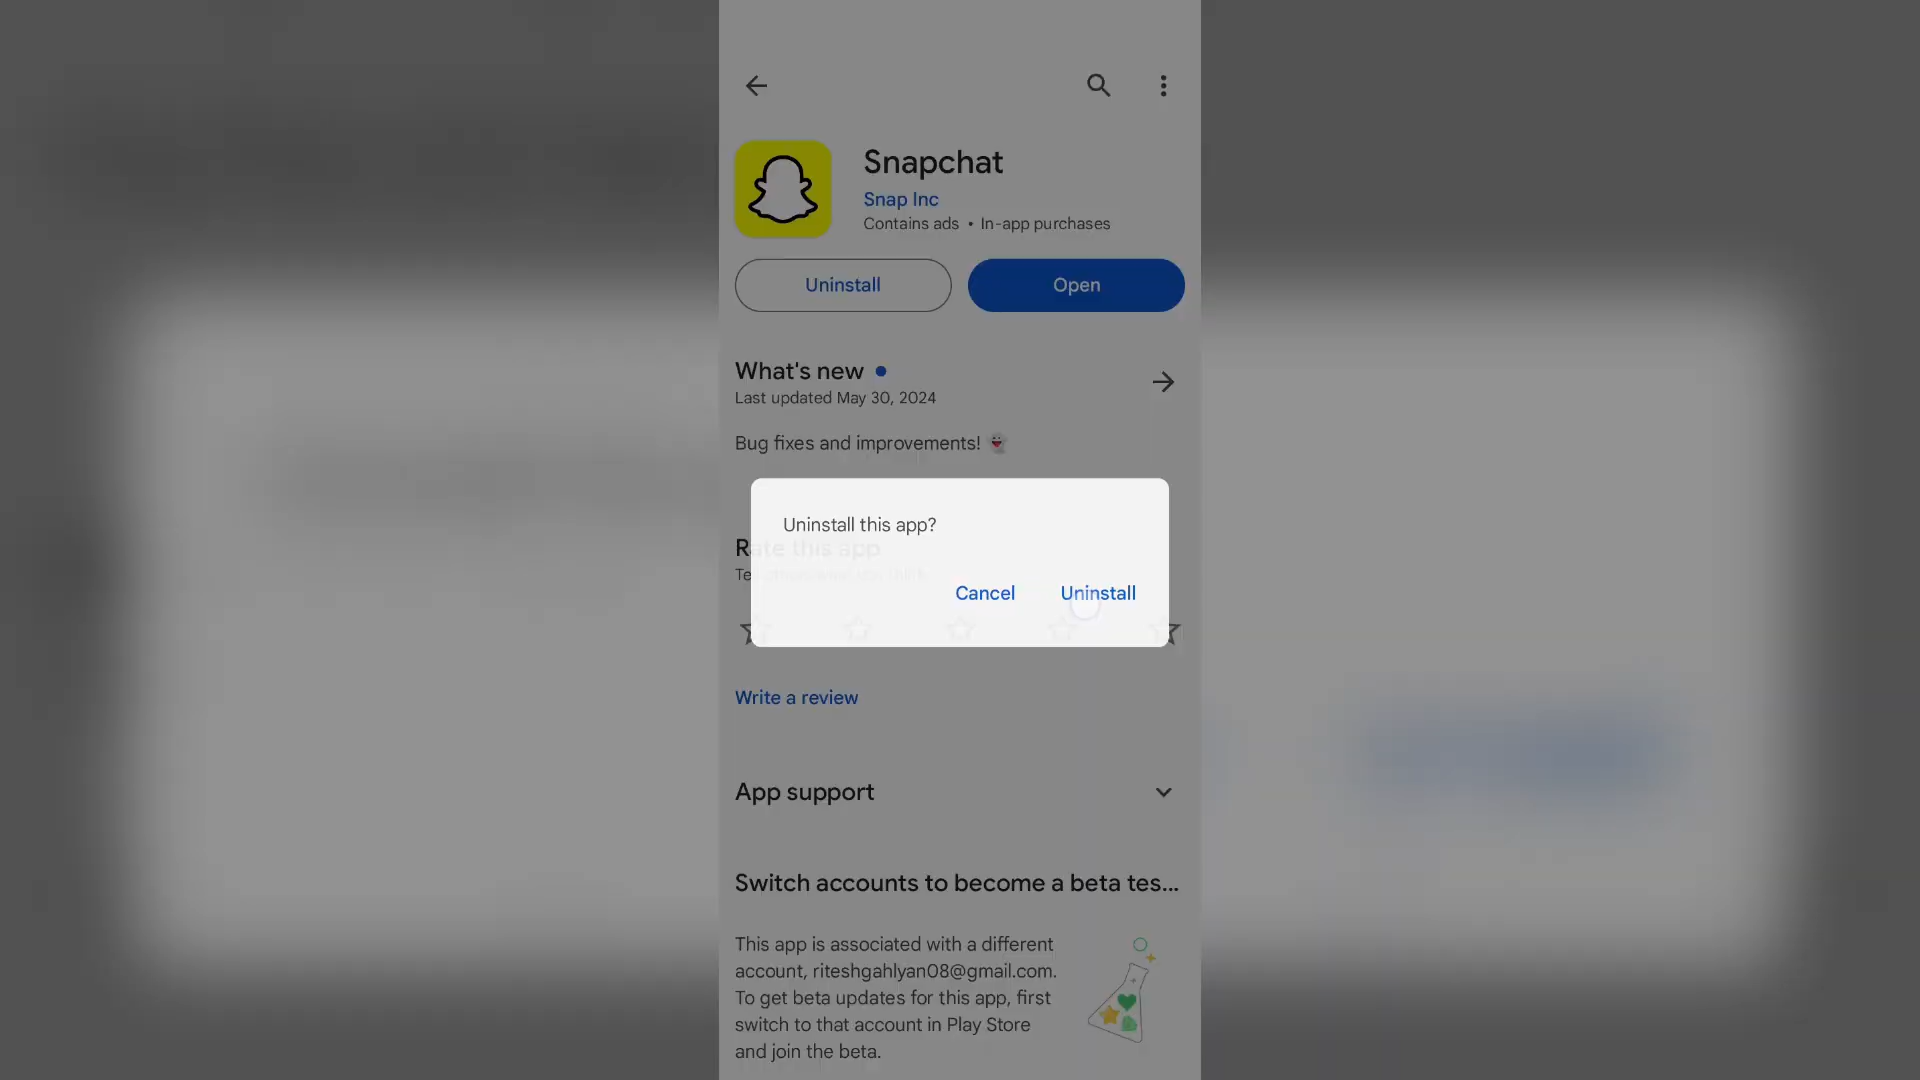 Snapchat
Snap Inc
Contains ads • In-app purchases
Uninstall
Open
What's new
Last updated May 30, 2024
Bug fixes and improvements! 👻
Uninstall this app?
Rate this app
Cancel
Uninstall
Write a review
App support
Switch accounts to become a beta tes...
This app is associated with a different
account, riteshgahlyan08@gmail.com.
To get beta updates for this app, first
switch to that account in Play Store
and join the beta.